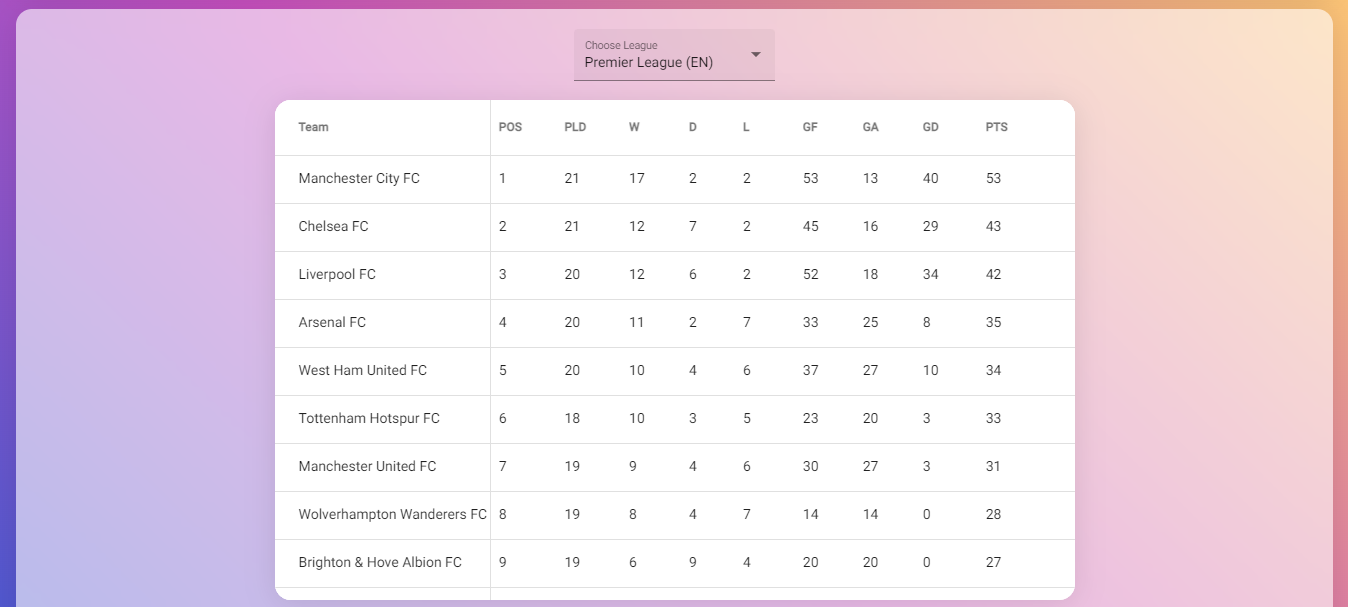 Choose League
Premier League (EN)
Team POS PLD W D L GF GA GD PTS
Manchester City FC 1 21 17 2 2 53 13 40 53
Chelsea FC 2 21 12 7 2 45 16 29 43
Liverpool FC 3 20 12 6 2 52 18 34 42
Arsenal FC 4 20 11 2 7 33 25 8 35
West Ham United FC 5 20 10 4 6 37 27 10 34
Tottenham Hotspur FC 6 18 10 3 5 23 20 3 33
Manchester United FC 7 19 9 4 6 30 27 3 31
Wolverhampton Wanderers FC 8 19 8 4 7 14 14 0 28
Brighton & Hove Albion FC 9 19 6 9 4 20 20 0 27